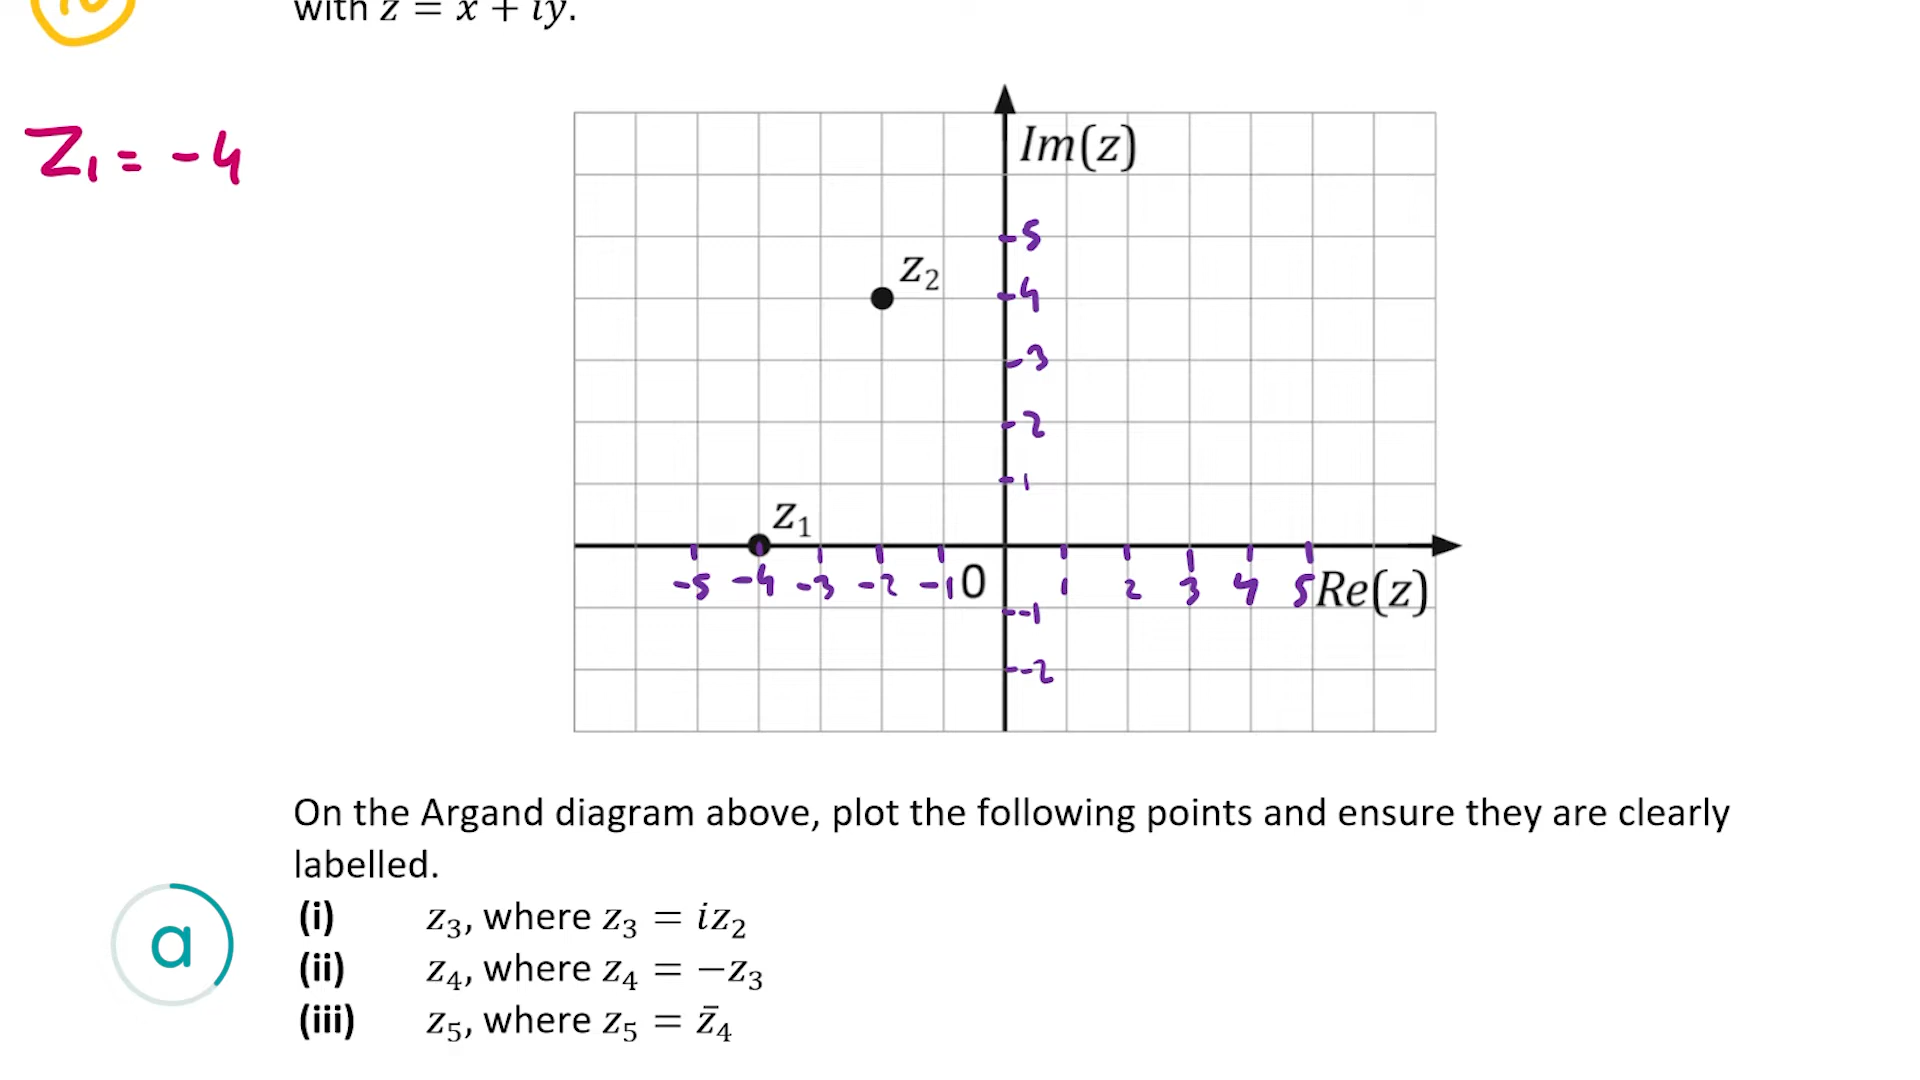 with z = x + iy.
Z₁ = -4
Im(z)
5
z₂
4
3
2
1
z₁
-5 -4 -3 -2 -1 0 1 2 3 4 5 Re(z)
-1
-2
On the Argand diagram above, plot the following points and ensure they are clearly
labelled.
(i) z₃, where z₃ = iz₂
a
(ii) z₄, where z₄ = −z₃
(iii) z₅, where z₅ = z̄₄